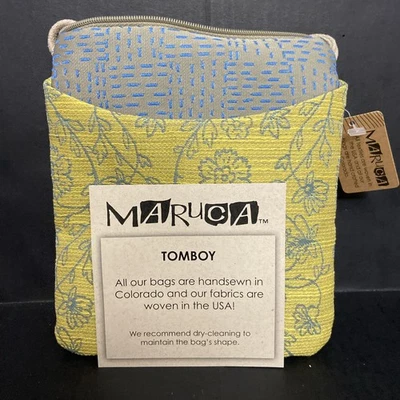 MARUCA™
TOMBOY
All our bags are handsewn in
Colorado and our fabrics are
woven in the USA!
We recommend dry-cleaning to
maintain the bag's shape.
MARUCA